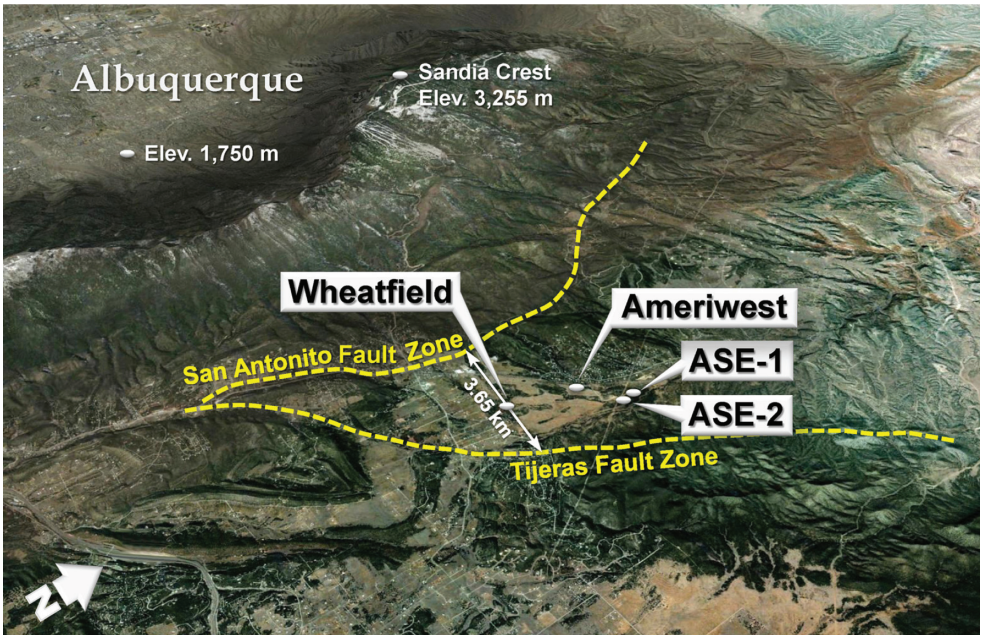 Albuquerque
Sandia Crest
Elev. 3,255 m
Elev. 1,750 m
Wheatfield
Ameriwest
San Antonito Fault Zone
ASE-1
3.65 km
ASE-2
Tijeras Fault Zone
N